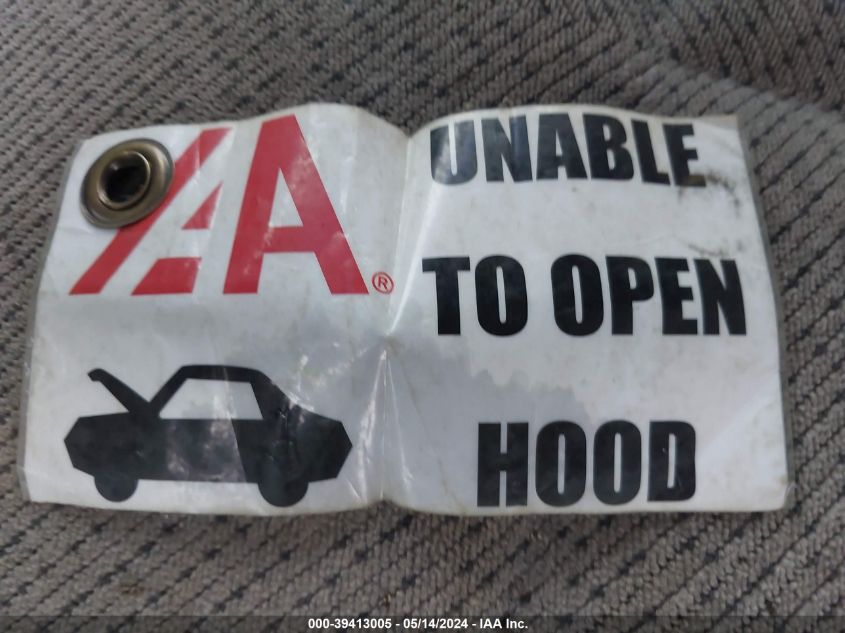 IAA®
UNABLE
TO OPEN
HOOD
000-39413005 - 05/14/2024 - IAA Inc.